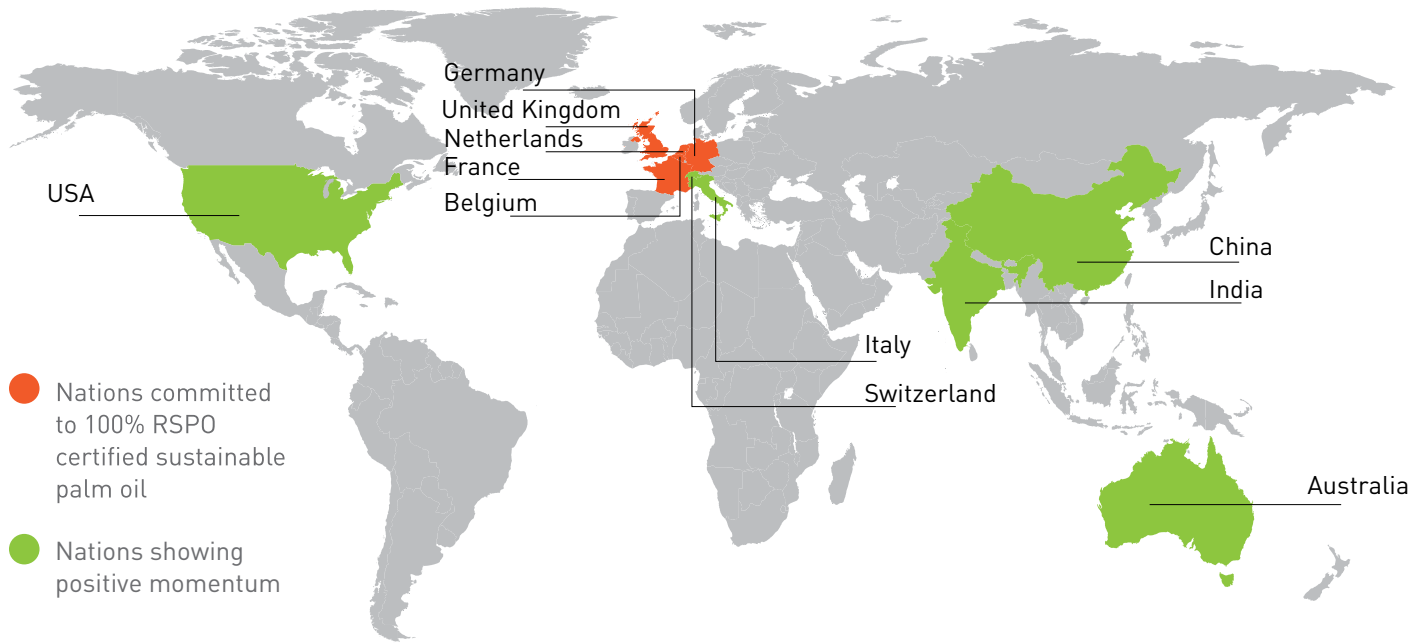 Germany
United Kingdom
Netherlands
France
Belgium
USA
China
India
Italy
Switzerland
Australia
Nations committed
to 100% RSPO
certified sustainable
palm oil
Nations showing
positive momentum